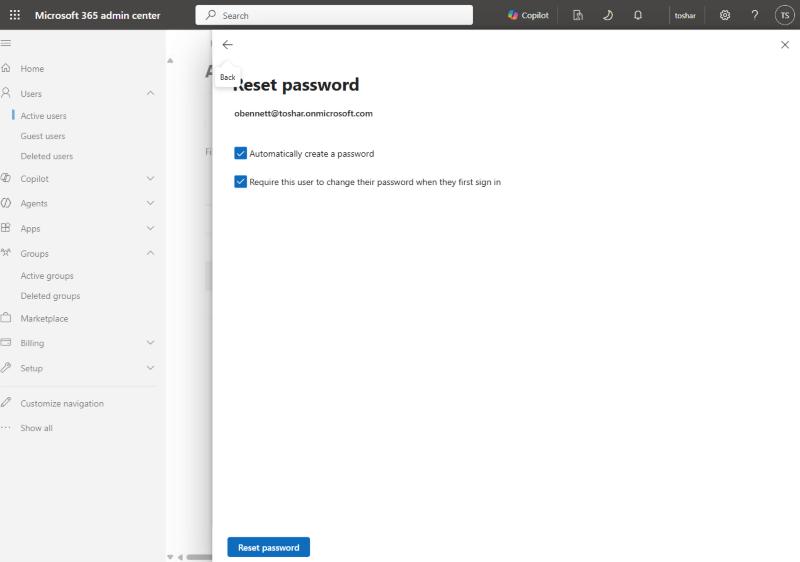 Microsoft 365 admin center
Search
Copilot
toshar
?
TS
Home
Users
Active users
Guest users
Deleted users
Copilot
Agents
Apps
Groups
Active groups
Deleted groups
Marketplace
Billing
Setup
Customize navigation
Show all
Back
Reset password
obennett@toshar.onmicrosoft.com
Automatically create a password
Require this user to change their password when they first sign in
Reset password